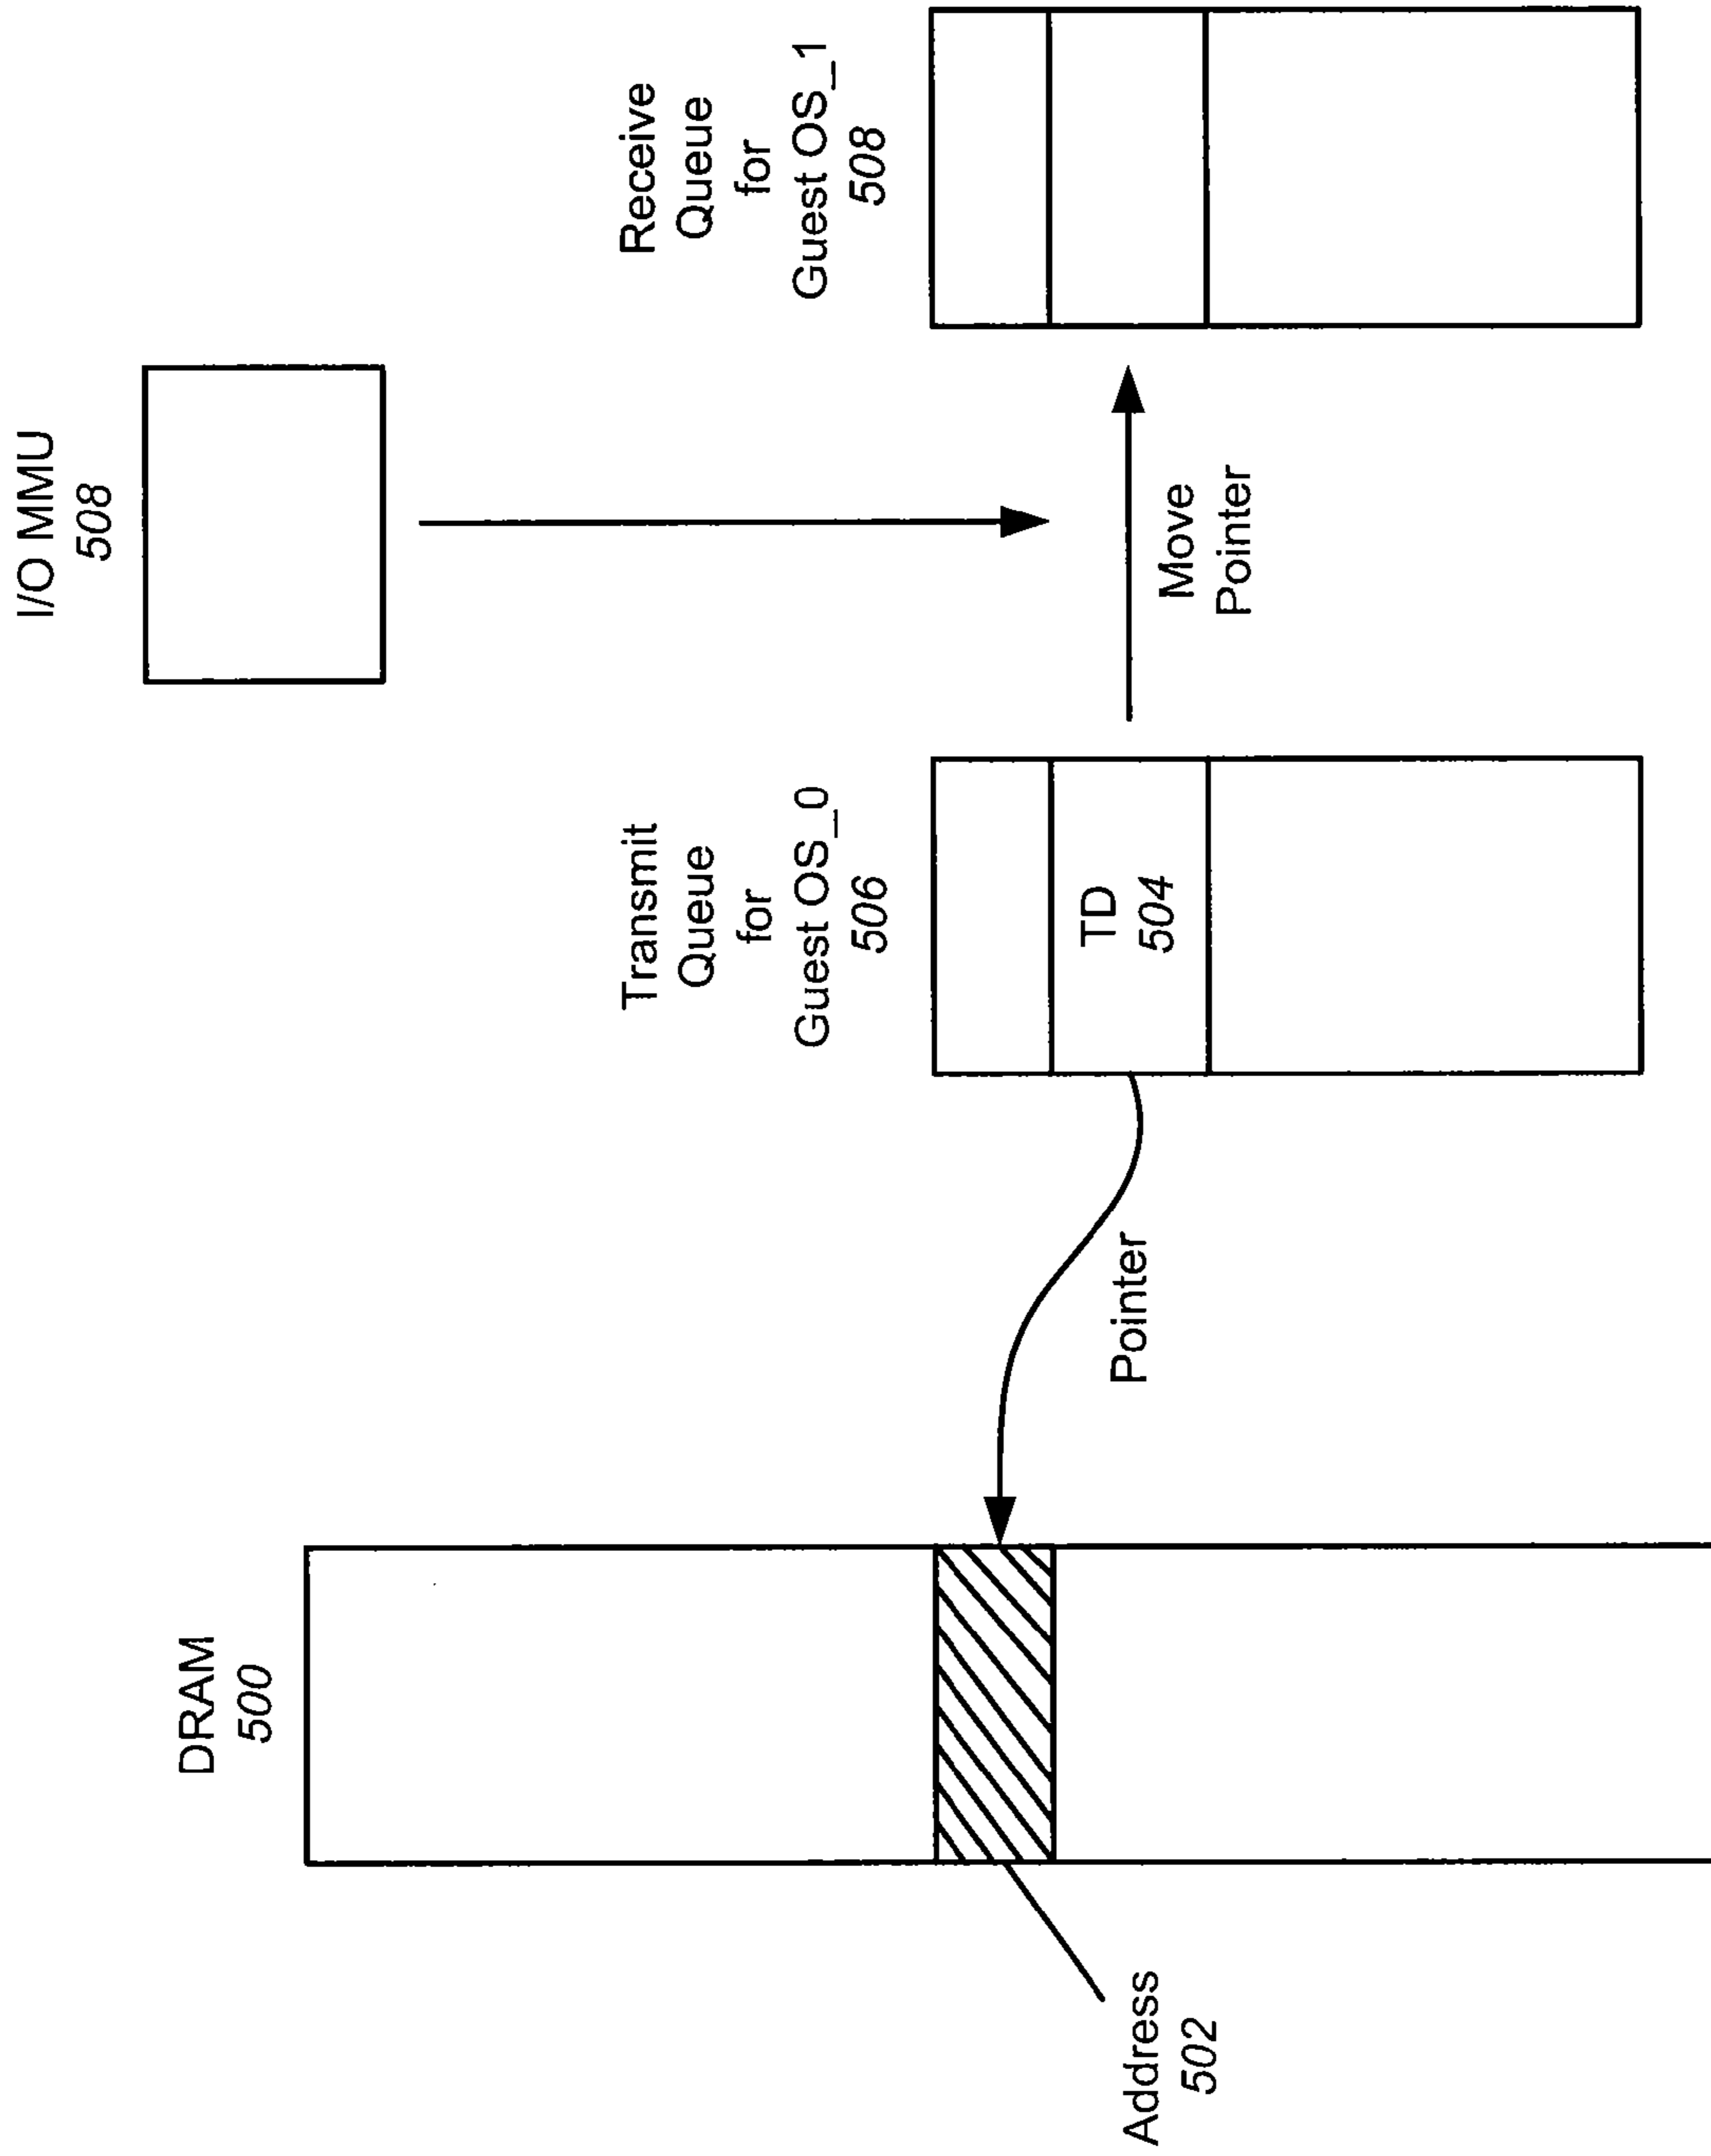 DRAM
500
Address
502
Pointer
Transmit
Queue
for
Guest OS_0
506
TD
504
I/O MMU
508
Move
Pointer
Receive
Queue
for
Guest OS_1
508